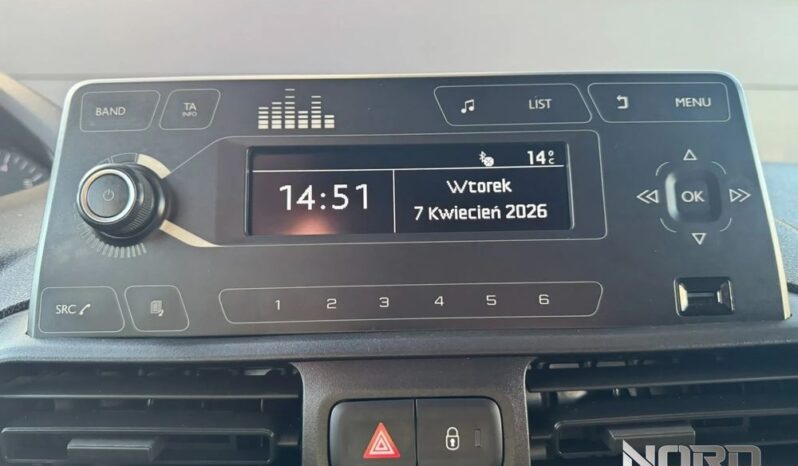 BAND
TA
INFO
LIST
MENU
14°C
14:51
Wtorek
7 Kwiecień 2026
OK
SRC
1 2 3 4 5 6
NORD